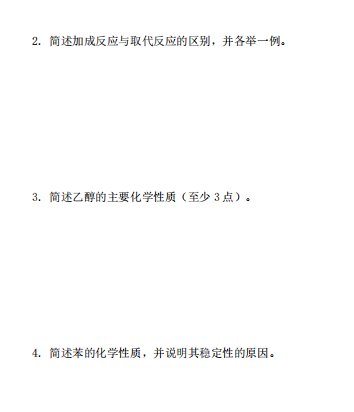 2. 简述加成反应与取代反应的区别，并各举一例。
3. 简述乙醇的主要化学性质（至少 3 点）。
4. 简述苯的化学性质，并说明其稳定性的原因。